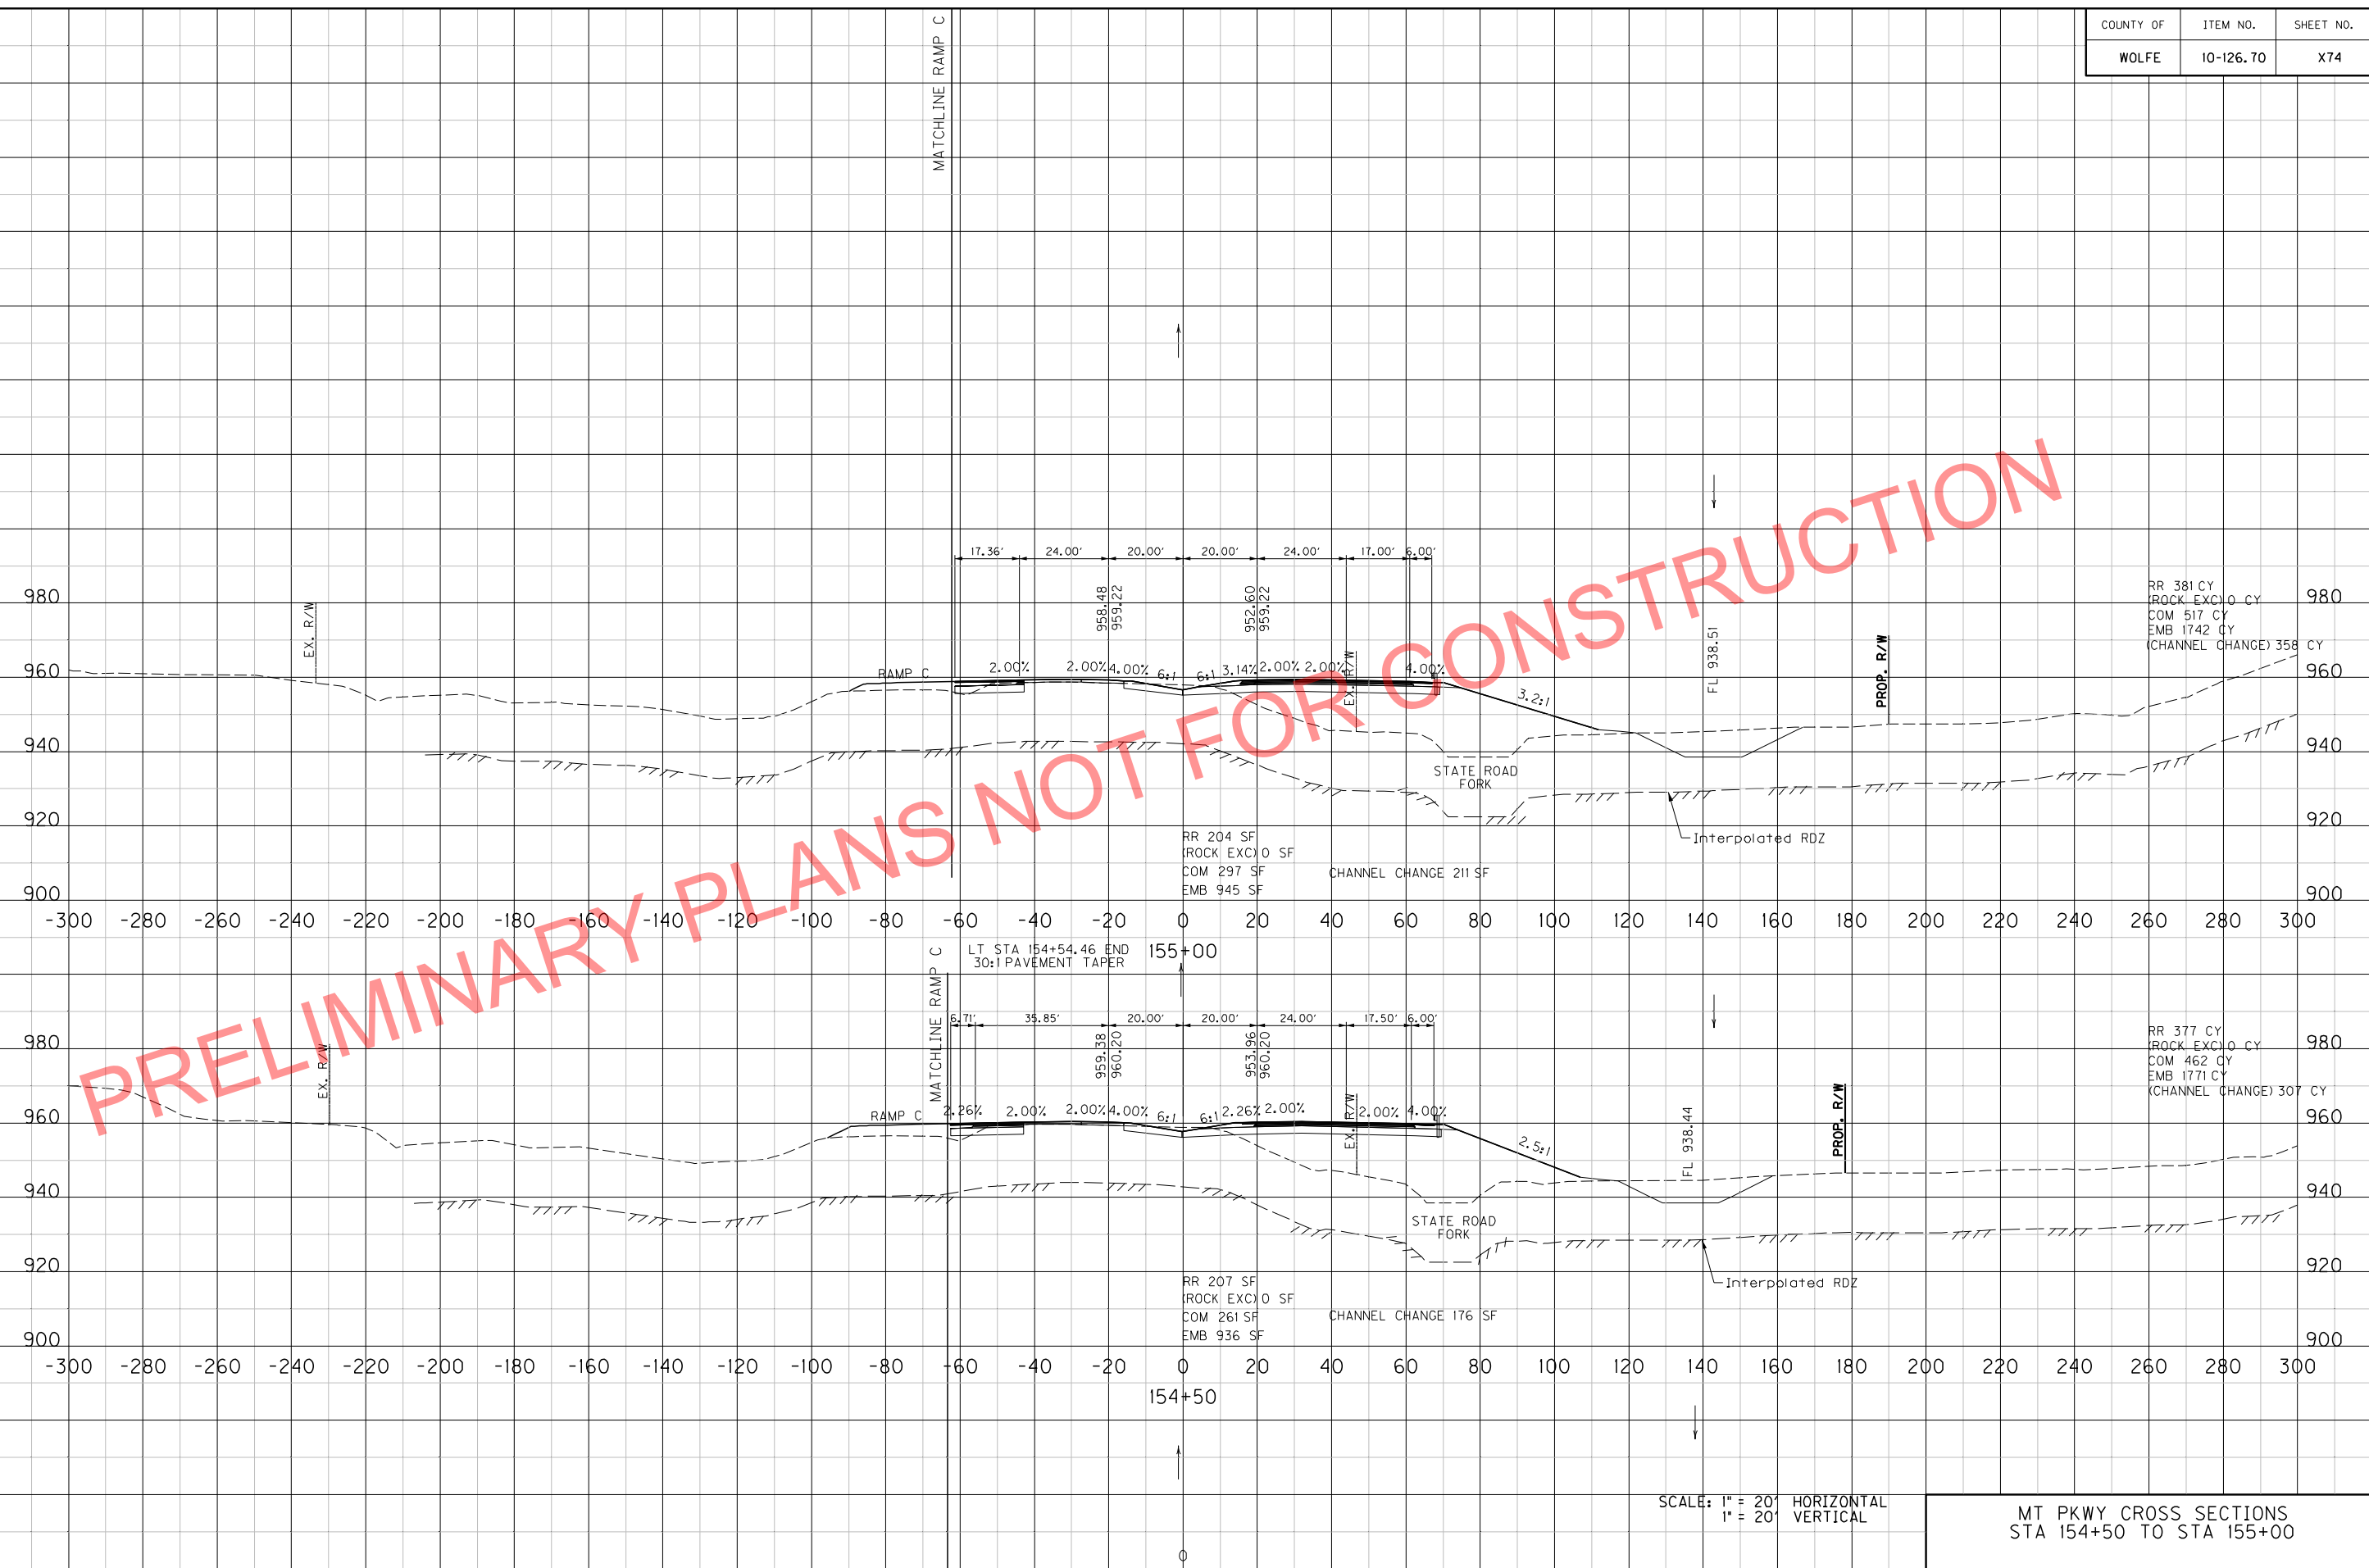 COUNTY OF ITEM NO. SHEET NO.
WOLFE 10-126.70 X74
MATCHLINE RAMP C
17.36' 24.00' 20.00' 20.00' 24.00' 17.00' 6.00'
958.48
959.22
952.60
959.22
EX. R/W
RAMP C
2.00% 2.00% 4.00% 6:1 6:1 3.14% 2.00% 2.00% 4.00%
EX. R/W
3.2:1
FL 938.51
PROP. R/W
RR 381 CY
(ROCK EXC) 0 CY
COM 517 CY
EMB 1742 CY
(CHANNEL CHANGE) 358 CY
980 980
960 960
940 940
920 920
900 900
STATE ROAD
FORK
Interpolated RDZ
RR 204 SF
(ROCK EXC) 0 SF
COM 297 SF
EMB 945 SF
CHANNEL CHANGE 211 SF
-300 -280 -260 -240 -220 -200 -180 -160 -140 -120 -100 -80 -60 -40 -20 0 20 40 60 80 100 120 140 160 180 200 220 240 260 280 300
155+00
LT STA 154+54.46 END
30:1 PAVEMENT TAPER
PRELIMINARY PLANS NOT FOR CONSTRUCTION
MATCHLINE RAMP C
6.71' 35.85' 20.00' 20.00' 24.00' 17.50' 6.00'
959.38
960.20
953.96
960.20
EX. R/W
RAMP C
2.26% 2.00% 2.00% 4.00% 6:1 6:1 2.26% 2.00% 2.00% 4.00%
EX. R/W
2.5:1
FL 938.44
PROP. R/W
RR 377 CY
(ROCK EXC) 0 CY
COM 462 CY
EMB 1771 CY
(CHANNEL CHANGE) 307 CY
980 980
960 960
940 940
920 920
900 900
STATE ROAD
FORK
Interpolated RDZ
RR 207 SF
(ROCK EXC) 0 SF
COM 261 SF
EMB 936 SF
CHANNEL CHANGE 176 SF
-300 -280 -260 -240 -220 -200 -180 -160 -140 -120 -100 -80 -60 -40 -20 0 20 40 60 80 100 120 140 160 180 200 220 240 260 280 300
154+50
SCALE: 1" = 20' HORIZONTAL
1" = 20' VERTICAL
MT PKWY CROSS SECTIONS
STA 154+50 TO STA 155+00
0